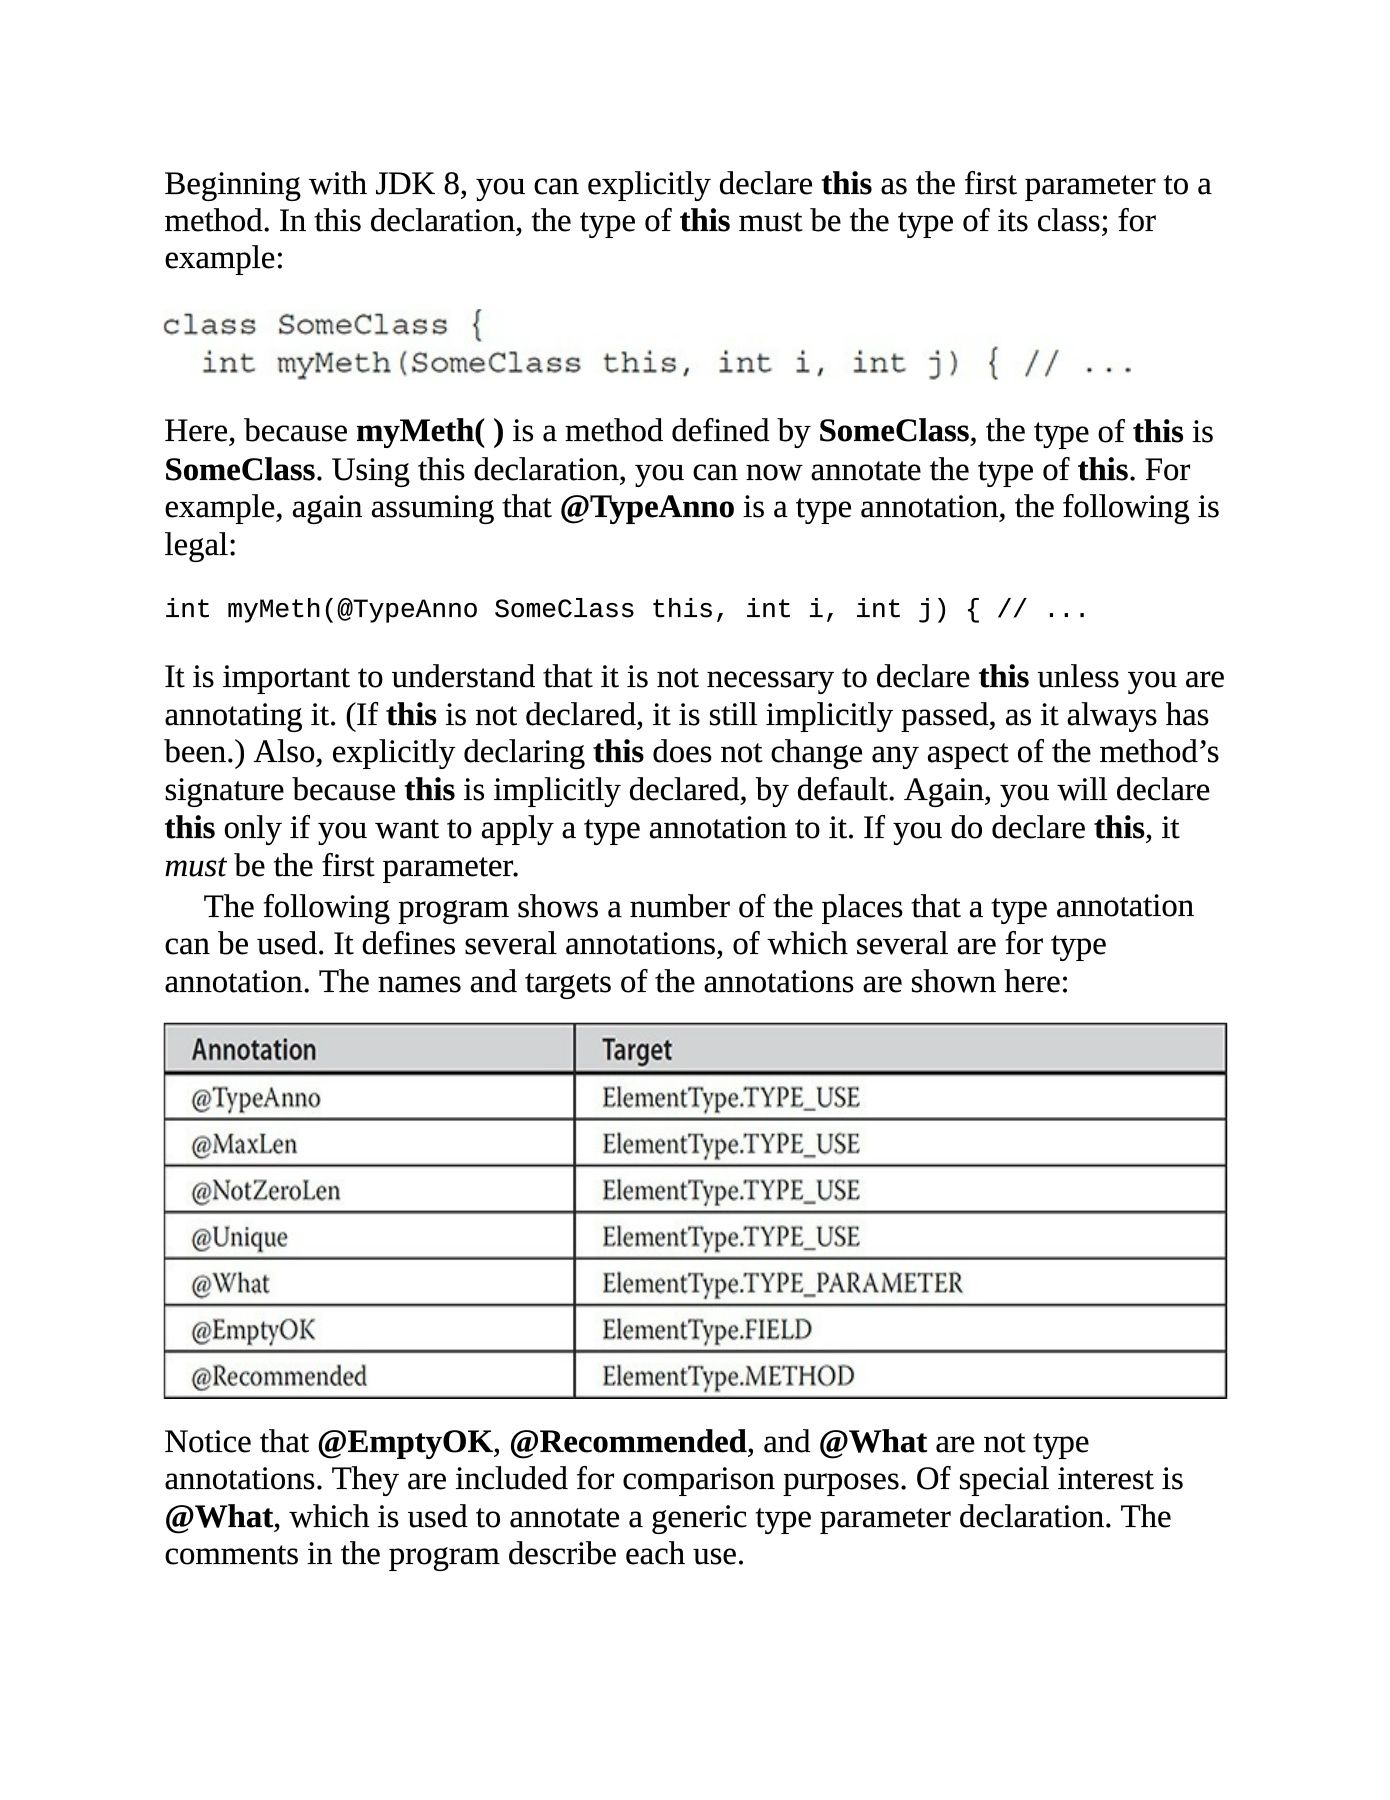 Beginning with JDK 8, you can explicitly declare this as the first parameter to a
method. In this declaration, the type of this must be the type of its class; for
example:
class SomeClass {
  int myMeth(SomeClass this, int i, int j) { // ...
Here, because myMeth( ) is a method defined by SomeClass, the type of this is
SomeClass. Using this declaration, you can now annotate the type of this. For
example, again assuming that @TypeAnno is a type annotation, the following is
legal:
int myMeth(@TypeAnno SomeClass this, int i, int j) { // ...
It is important to understand that it is not necessary to declare this unless you are
annotating it. (If this is not declared, it is still implicitly passed, as it always has
been.) Also, explicitly declaring this does not change any aspect of the method’s
signature because this is implicitly declared, by default. Again, you will declare
this only if you want to apply a type annotation to it. If you do declare this, it
must be the first parameter.
The following program shows a number of the places that a type annotation
can be used. It defines several annotations, of which several are for type
annotation. The names and targets of the annotations are shown here:
Annotation Target
@TypeAnno ElementType.TYPE_USE
@MaxLen ElementType.TYPE_USE
@NotZeroLen ElementType.TYPE_USE
@Unique ElementType.TYPE_USE
@What ElementType.TYPE_PARAMETER
@EmptyOK ElementType.FIELD
@Recommended ElementType.METHOD
Notice that @EmptyOK, @Recommended, and @What are not type
annotations. They are included for comparison purposes. Of special interest is
@What, which is used to annotate a generic type parameter declaration. The
comments in the program describe each use.